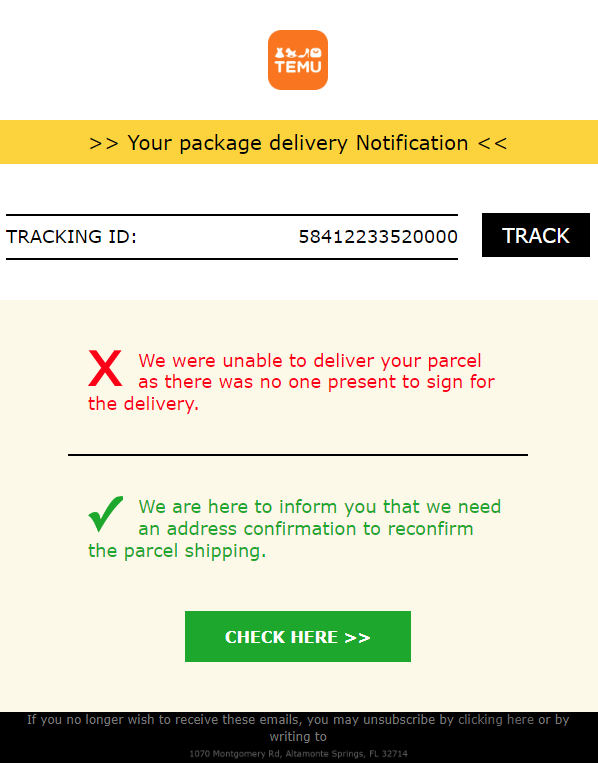 TEMU
>> Your package delivery Notification <<
TRACKING ID: 58412233520000 TRACK
X We were unable to deliver your parcel
as there was no one present to sign for
the delivery.
✓ We are here to inform you that we need
an address confirmation to reconfirm
the parcel shipping.
CHECK HERE >>
If you no longer wish to receive these emails, you may unsubscribe by clicking here or by
writing to
1070 Montgomery Rd, Altamonte Springs, FL 32714